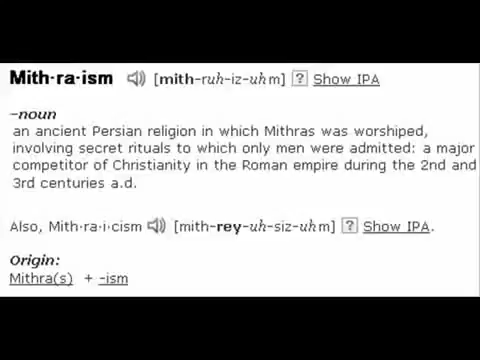 Mith·ra·ism [mith-ruh-iz-uhm] ? Show IPA
–noun
an ancient Persian religion in which Mithras was worshiped,
involving secret rituals to which only men were admitted: a major
competitor of Christianity in the Roman empire during the 2nd and
3rd centuries a.d.
Also, Mith·ra·i·cism [mith-rey-uh-siz-uhm] ? Show IPA.
Origin:
Mithra(s) + -ism